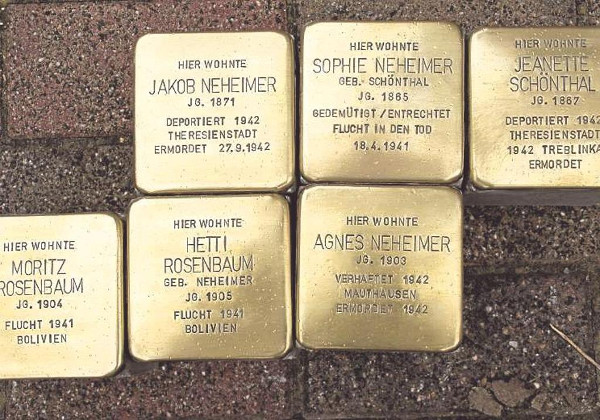 HIER WOHNTE
JAKOB NEHEIMER
JG. 1871
DEPORTIERT 1942
THERESIENSTADT
ERMORDET 27.9.1942
HIER WOHNTE
SOPHIE NEHEIMER
GEB. SCHÖNTHAL
JG. 1865
GEDEMÜTIGT / ENTRECHTET
FLUCHT IN DEN TOD
18.4.1941
HIER WOHNTE
JEANETTE
SCHÖNTHAL
JG. 1867
DEPORTIERT 1942
THERESIENSTADT
1942 TREBLINKA
ERMORDET
HIER WOHNTE
MORITZ
ROSENBAUM
JG. 1904
FLUCHT 1941
BOLIVIEN
HIER WOHNTE
HETTI
ROSENBAUM
GEB. NEHEIMER
JG. 1905
FLUCHT 1941
BOLIVIEN
HIER WOHNTE
AGNES NEHEIMER
JG. 1903
VERHAFTET 1942
MAUTHAUSEN
ERMORDET 1942